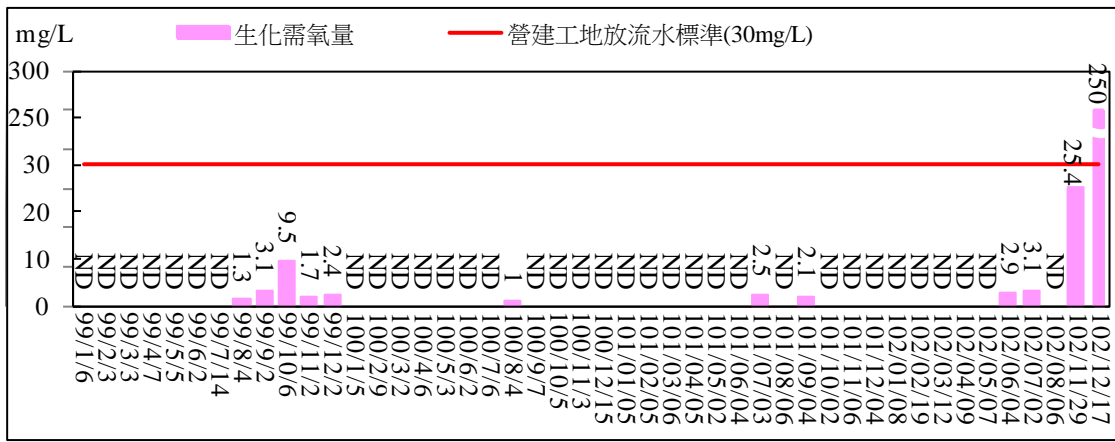 mg/L
生化需氧量
營建工地放流水標準(30mg/L)
300
250
30
20
10
0
ND
ND
ND
ND
ND
ND
ND
1.3
3.1
9.5
1.7
2.4
ND
ND
ND
ND
ND
ND
ND
1
ND
ND
ND
ND
ND
ND
ND
ND
ND
ND
2.5
ND
2.1
ND
ND
ND
ND
ND
ND
ND
ND
2.9
3.1
ND
25.4
250
99/1/6
99/2/3
99/3/3
99/4/7
99/5/5
99/6/2
99/7/14
99/8/4
99/9/2
99/10/6
99/11/2
99/12/2
100/1/5
100/2/9
100/3/2
100/4/6
100/5/3
100/6/2
100/7/6
100/8/4
100/9/7
100/10/5
100/11/3
100/12/15
101/01/05
101/02/05
101/03/06
101/04/05
101/05/02
101/06/04
101/07/03
101/08/06
101/09/04
101/10/02
101/11/06
101/12/04
102/01/08
102/02/19
102/03/12
102/04/09
102/05/07
102/06/04
102/07/02
102/08/06
102/11/29
102/12/17